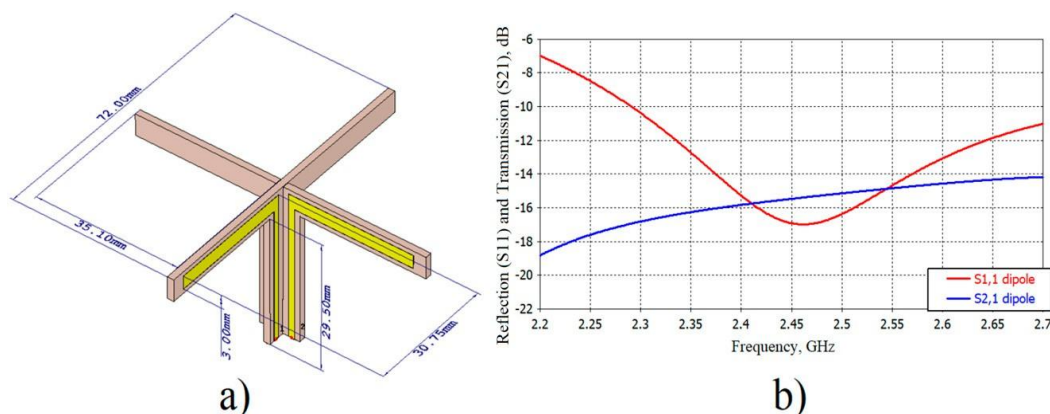 72.00mm
35.10mm
3.00mm
29.50mm
30.75mm
1
2
a)
Reflection (S11) and Transmission (S21), dB
-6
-8
-10
-12
-14
-16
-18
-20
-22
2.2 2.25 2.3 2.35 2.4 2.45 2.5 2.55 2.6 2.65 2.7
Frequency, GHz
S1,1 dipole
S2,1 dipole
b)